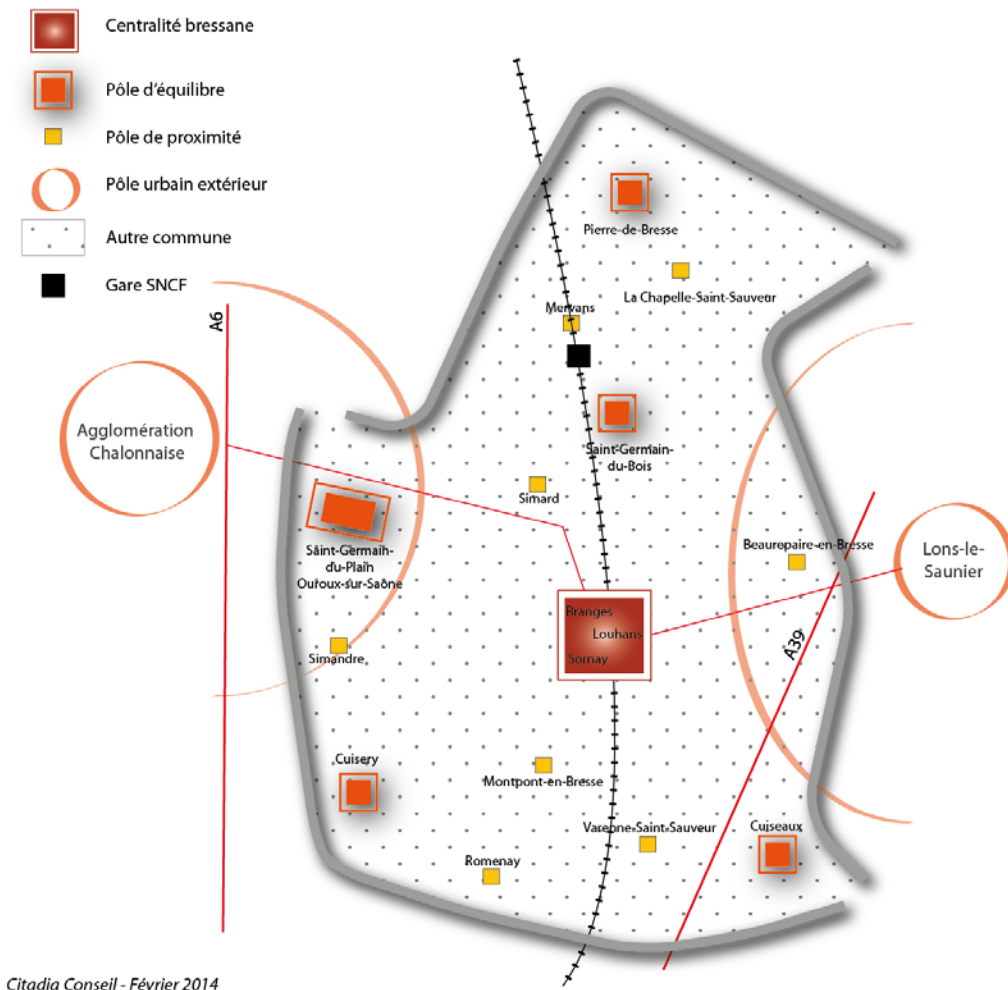 Centralité bressane
Pôle d'équilibre
Pôle de proximité
Pôle urbain extérieur
Autre commune
Gare SNCF
Pierre-de-Bresse
La Chapelle-Saint-Sauveur
Mervans
A6
Agglomération
Chalonnaise
Saint-Germain-
du-Bois
Simard
Saint-Germain-
du-Plain
Ouroux-sur-Saône
Beaurepaire-en-Bresse
Lons-le-
Saunier
Branges
Louhans
Sornay
A39
Simandre
Cuisery
Montpont-en-Bresse
Varenne-Saint-Sauveur
Cuiseaux
Romenay
Citadia Conseil - Février 2014